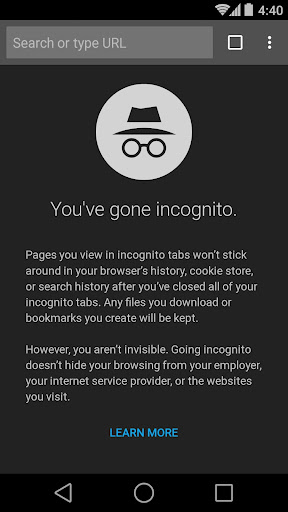 4:40
Search or type URL
You've gone incognito.
Pages you view in incognito tabs won't stick
around in your browser's history, cookie store,
or search history after you've closed all of your
incognito tabs. Any files you download or
bookmarks you create will be kept.
However, you aren't invisible. Going incognito
doesn't hide your browsing from your employer,
your internet service provider, or the websites
you visit.
LEARN MORE